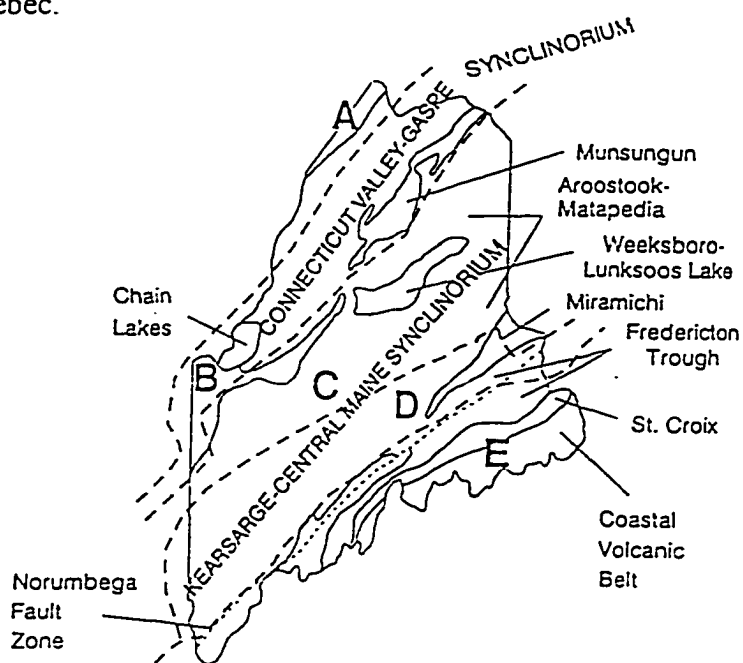 ebec.
SYNCLINORIUM
A
CONNECTICUT VALLEY-GASPE
Munsungun
Aroostook-
Matapedia
Weeksboro-
Lunksoos Lake
Chain
Lakes
Miramichi
Fredericton
Trough
B
C
D
KEARSARGE-CENTRAL MAINE SYNCLINORIUM
St. Croix
E
Coastal
Volcanic
Belt
Norumbega
Fault
Zone